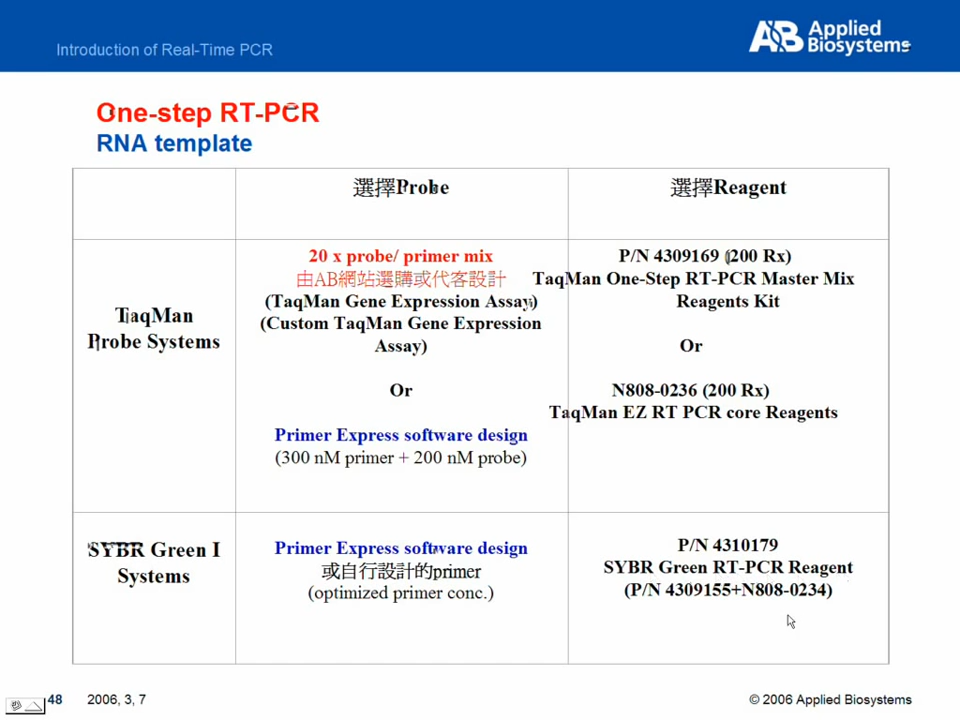 Introduction of Real-Time PCR
AB Applied Biosystems
One-step RT-PCR
RNA template
選擇Probe
選擇Reagent
TaqMan
Probe Systems
20 x probe/ primer mix
由AB網站選購或代客設計
(TaqMan Gene Expression Assay)
(Custom TaqMan Gene Expression
Assay)
Or
Primer Express software design
(300 nM primer + 200 nM probe)
P/N 4309169 (200 Rx)
TaqMan One-Step RT-PCR Master Mix
Reagents Kit
Or
N808-0236 (200 Rx)
TaqMan EZ RT PCR core Reagents
SYBR Green I
Systems
Primer Express software design
或自行設計的primer
(optimized primer conc.)
P/N 4310179
SYBR Green RT-PCR Reagent
(P/N 4309155+N808-0234)
48
2006, 3, 7
© 2006 Applied Biosystems